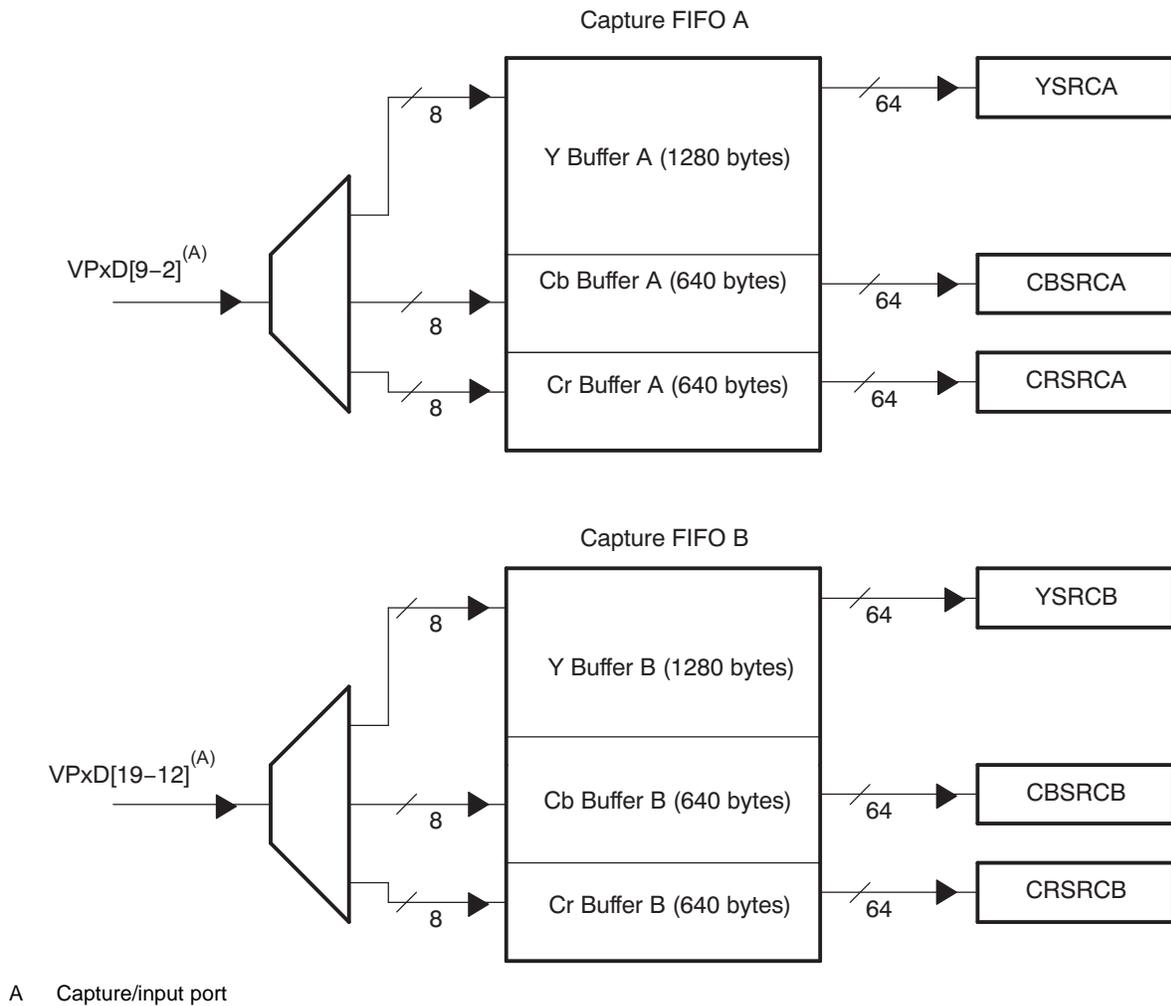 Capture FIFO A
8
64
YSRCA
Y Buffer A (1280 bytes)
VPxD[9−2](A)
Cb Buffer A (640 bytes)
8
64
CBSRCA
Cr Buffer A (640 bytes)
8
64
CRSRCA
Capture FIFO B
8
64
YSRCB
Y Buffer B (1280 bytes)
VPxD[19−12](A)
Cb Buffer B (640 bytes)
8
64
CBSRCB
Cr Buffer B (640 bytes)
8
64
CRSRCB
A Capture/input port